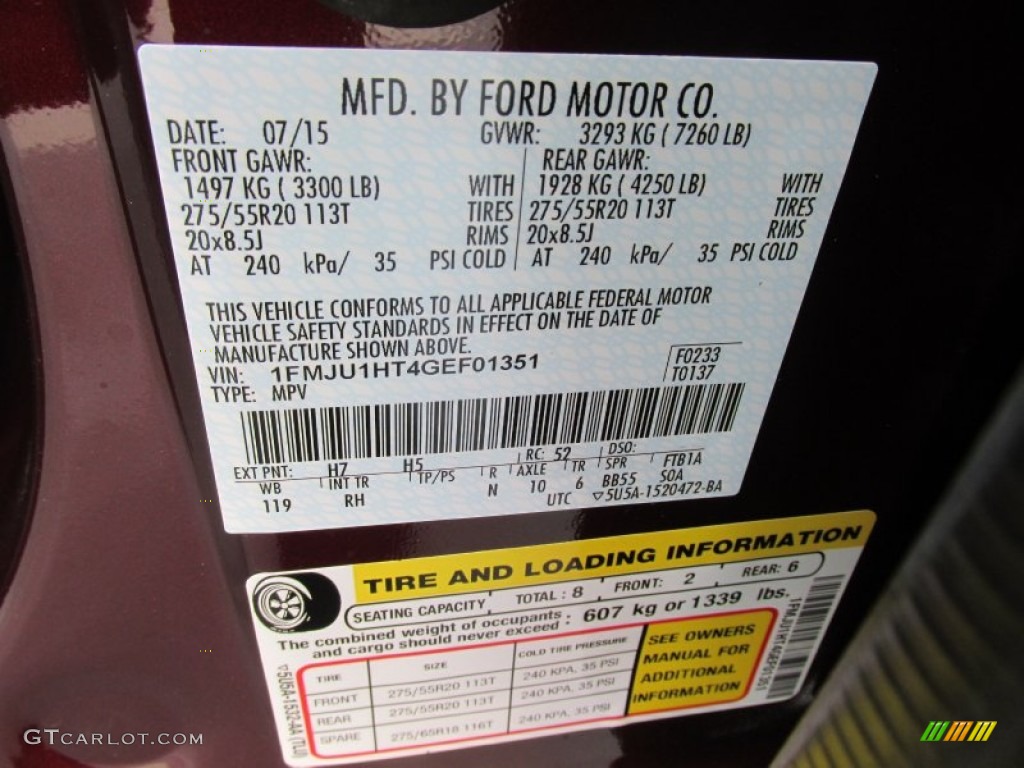 MFD. BY FORD MOTOR CO.
DATE: 07/15 GVWR: 3293 KG ( 7260 LB)
FRONT GAWR: REAR GAWR:
1497 KG ( 3300 LB) WITH 1928 KG ( 4250 LB) WITH
275/55R20 113T TIRES 275/55R20 113T TIRES
20x8.5J RIMS 20x8.5J RIMS
AT 240 kPa/ 35 PSI COLD AT 240 kPa/ 35 PSI COLD
THIS VEHICLE CONFORMS TO ALL APPLICABLE FEDERAL MOTOR
VEHICLE SAFETY STANDARDS IN EFFECT ON THE DATE OF
MANUFACTURE SHOWN ABOVE.
VIN: 1FMJU1HT4GEF01351 F0233
TYPE: MPV T0137
EXT PNT: H7 H5 RC: 52 DSO:
WB INT TR TP/PS R AXLE TR SPR FTB1A
119 RH N 10 6 BB55 SOA
UTC ▽5U5A-1520472-BA
TIRE AND LOADING INFORMATION
SEATING CAPACITY TOTAL : 8 FRONT: 2 REAR: 6
The combined weight of occupants : 607 kg or 1339 lbs.
and cargo should never exceed
TIRE SIZE COLD TIRE PRESSURE
FRONT 275/55R20 113T 240 KPA, 35 PSI
REAR 275/55R20 113T 240 KPA, 35 PSI
SPARE 275/65R18 116T 240 KPA, 35 PSI
SEE OWNERS
MANUAL FOR
ADDITIONAL
INFORMATION
▽5U5A-1532-AA (TLU)
1FMJU1HT4GEF01351
GTCARLOT.COM